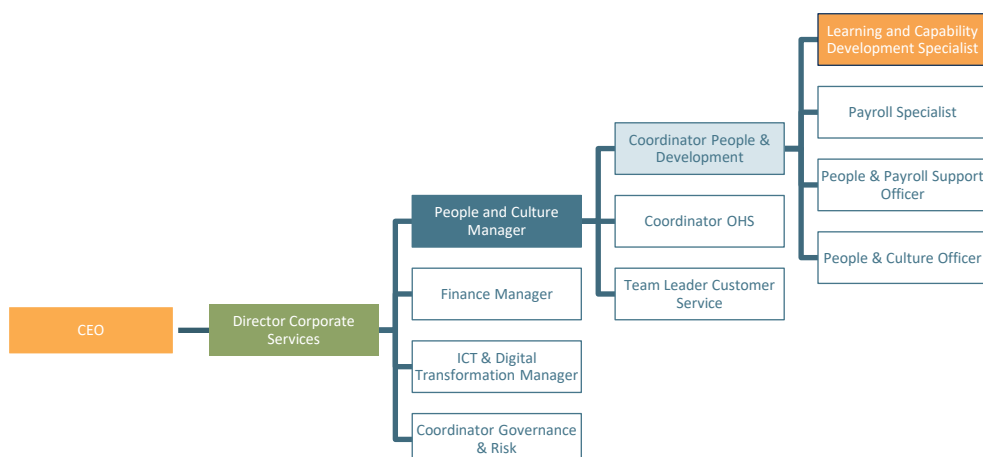 CEO
Director Corporate
Services
People and Culture
Manager
Finance Manager
ICT & Digital
Transformation Manager
Coordinator Governance
& Risk
Coordinator People &
Development
Coordinator OHS
Team Leader Customer
Service
Learning and Capability
Development Specialist
Payroll Specialist
People & Payroll Support
Officer
People & Culture Officer